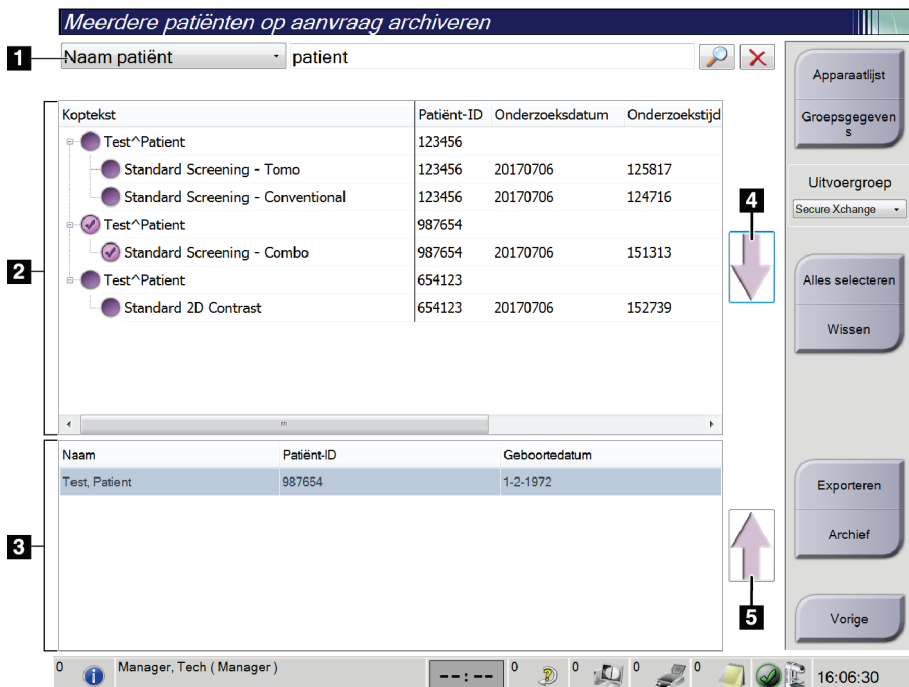 Meerdere patiënten op aanvraag archiveren
1
Naam patiënt
patient
Apparaatlijst
Groepsgegeven
s
Uitvoergroep
Secure Xchange
Alles selecteren
Wissen
Exporteren
Archief
Vorige
2
Koptekst Patiënt-ID Onderzoeksdatum Onderzoekstijd
Test^Patient 123456
Standard Screening - Tomo 123456 20170706 125817
Standard Screening - Conventional 123456 20170706 124716
Test^Patient 987654
Standard Screening - Combo 987654 20170706 151313
Test^Patient 654123
Standard 2D Contrast 654123 20170706 152739
4
3
Naam Patiënt-ID Geboortedatum
Test, Patient 987654 1-2-1972
5
0 Manager, Tech ( Manager ) --:-- 0 0 0 0 16:06:30